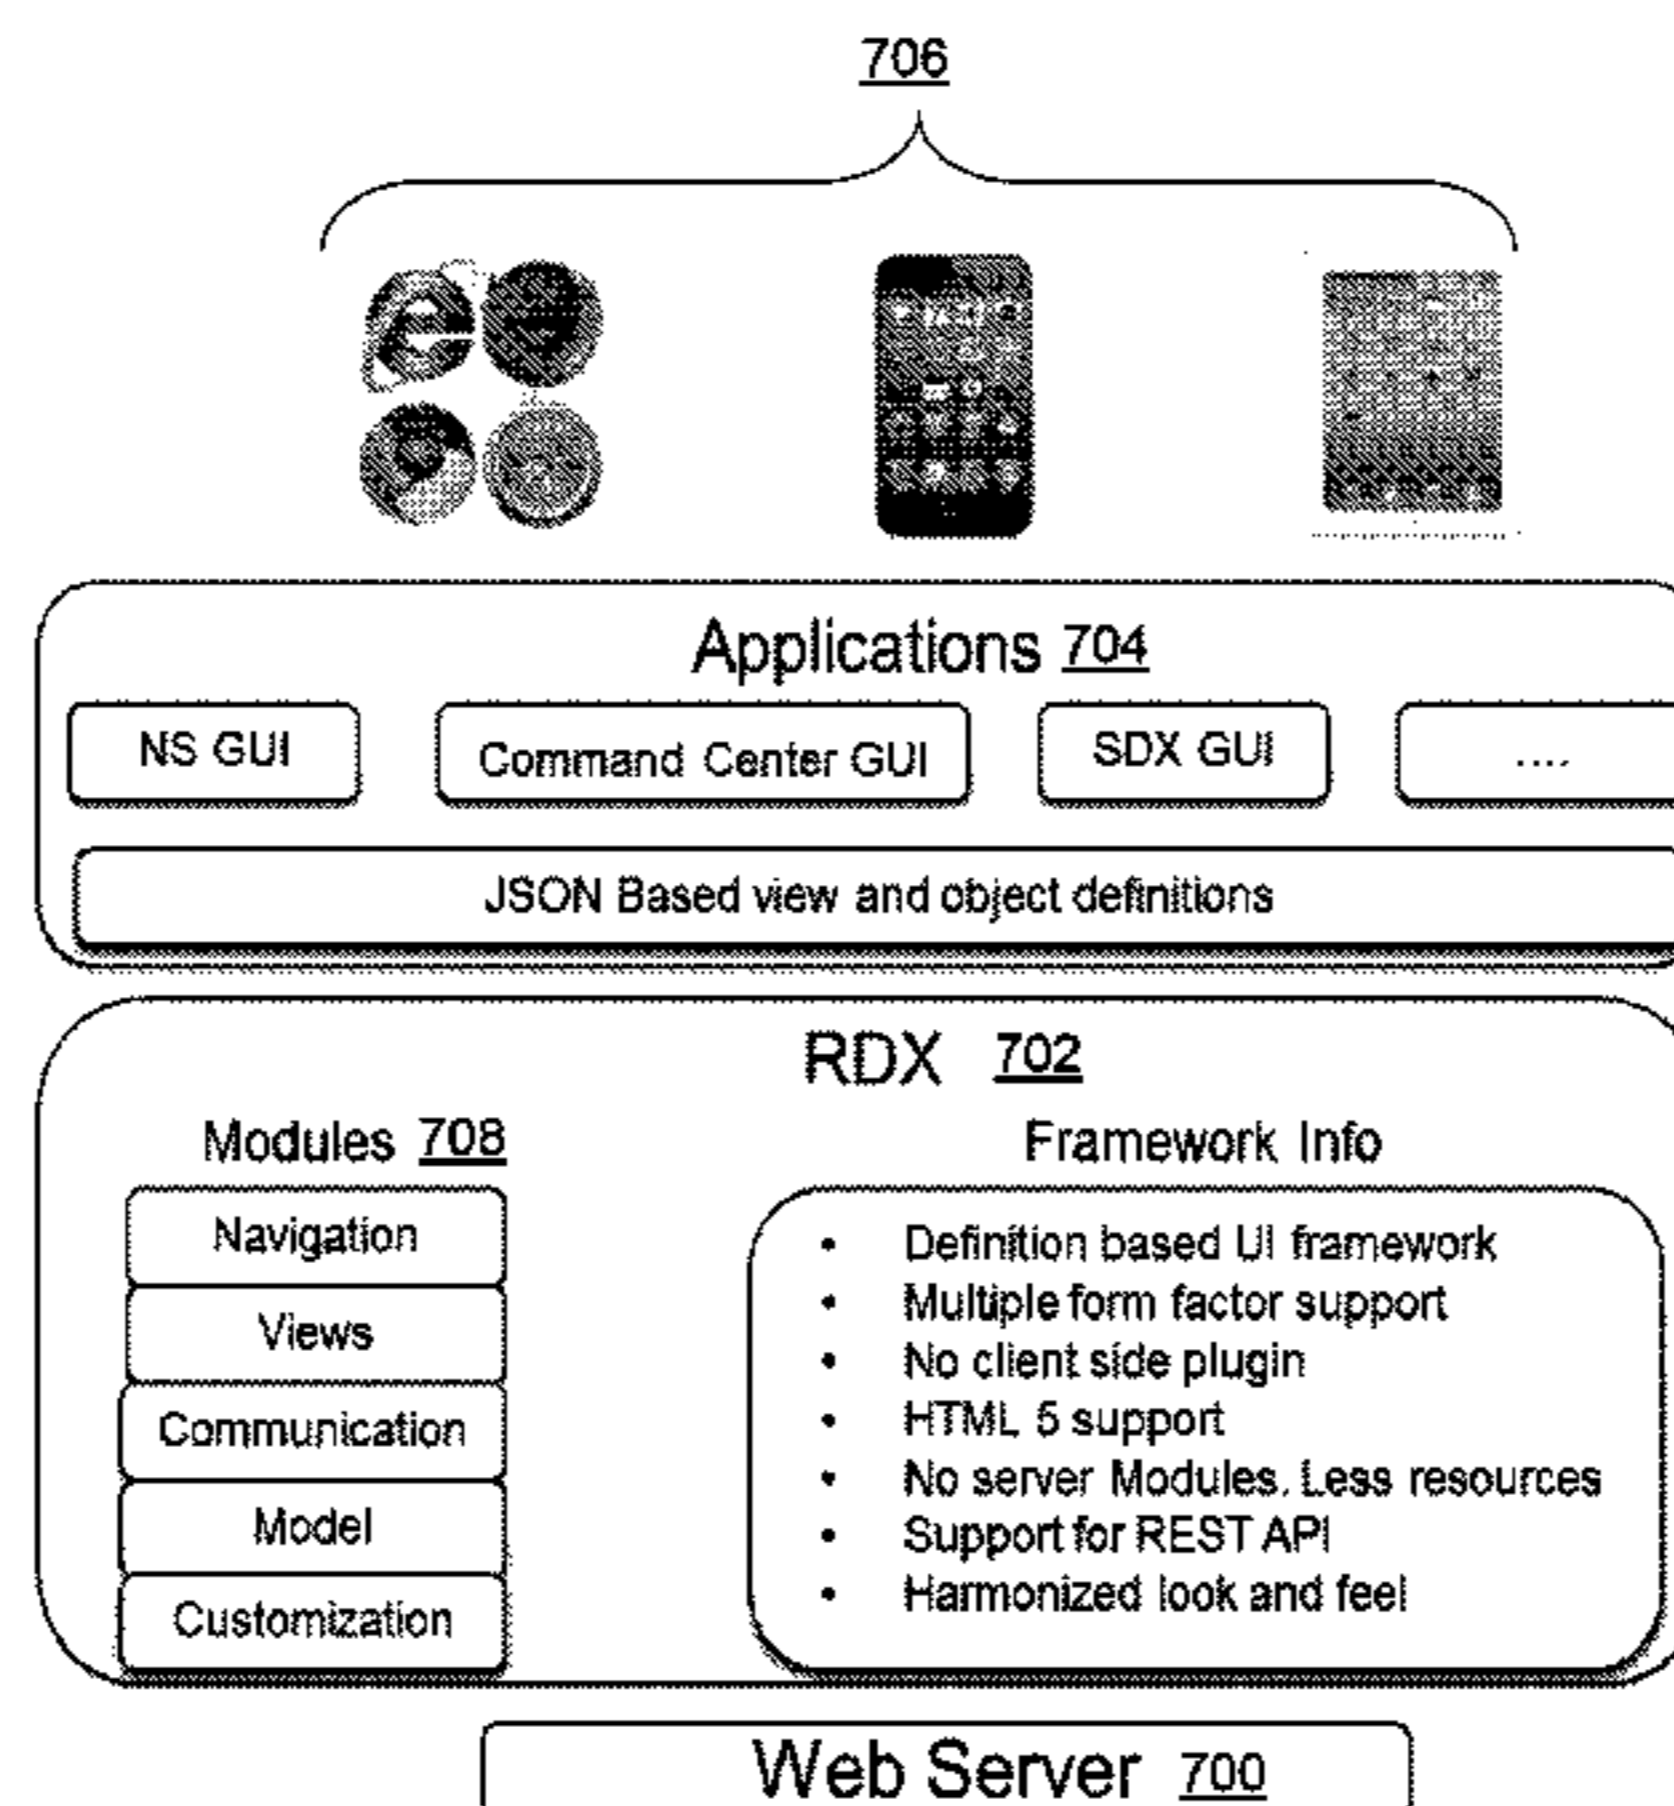 706
Applications 704
NS GUI
Command Center GUI
SDX GUI
....
JSON Based view and object definitions
RDX 702
Modules 708
Navigation
Views
Communication
Model
Customization
Framework Info
• Definition based UI framework
• Multiple form factor support
• No client side plugin
• HTML 5 support
• No server Modules. Less resources
• Support for REST API
• Harmonized look and feel
Web Server 700